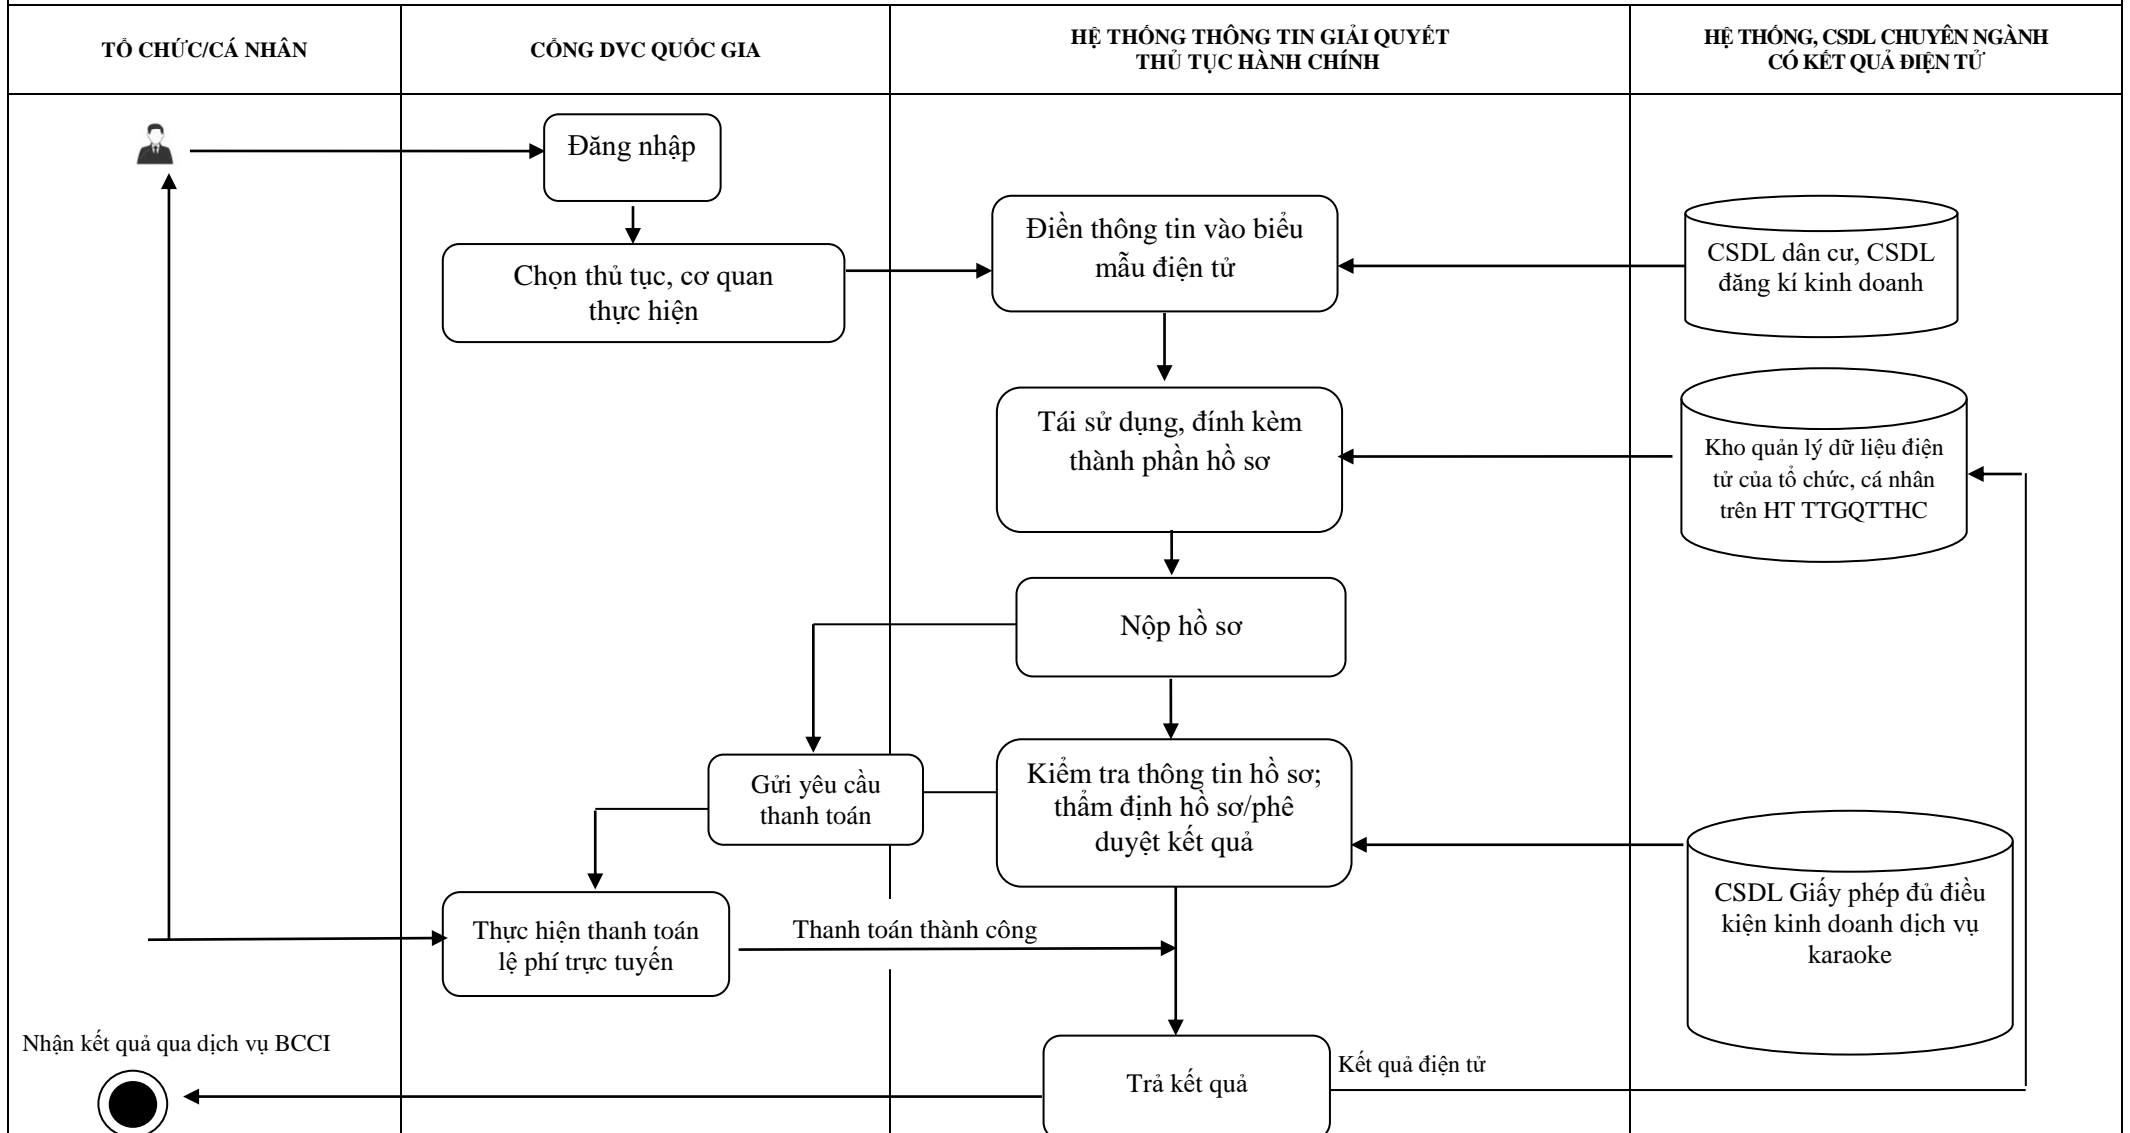 TỔ CHỨC/CÁ NHÂN
CỔNG DVC QUỐC GIA
HỆ THỐNG THÔNG TIN GIẢI QUYẾT
THỦ TỤC HÀNH CHÍNH
HỆ THỐNG, CSDL CHUYÊN NGÀNH
CÓ KẾT QUẢ ĐIỆN TỬ
Đăng nhập
Chọn thủ tục, cơ quan
thực hiện
Điền thông tin vào biểu
mẫu điện tử
CSDL dân cư, CSDL
đăng kí kinh doanh
Tái sử dụng, đính kèm
thành phần hồ sơ
Kho quản lý dữ liệu điện
tử của tổ chức, cá nhân
trên HT TTGQTTHC
Nộp hồ sơ
Gửi yêu cầu
thanh toán
Kiểm tra thông tin hồ sơ;
thẩm định hồ sơ/phê
duyệt kết quả
CSDL Giấy phép đủ điều
kiện kinh doanh dịch vụ
karaoke
Thực hiện thanh toán
lệ phí trực tuyến
Thanh toán thành công
Nhận kết quả qua dịch vụ BCCI
Trả kết quả
Kết quả điện tử